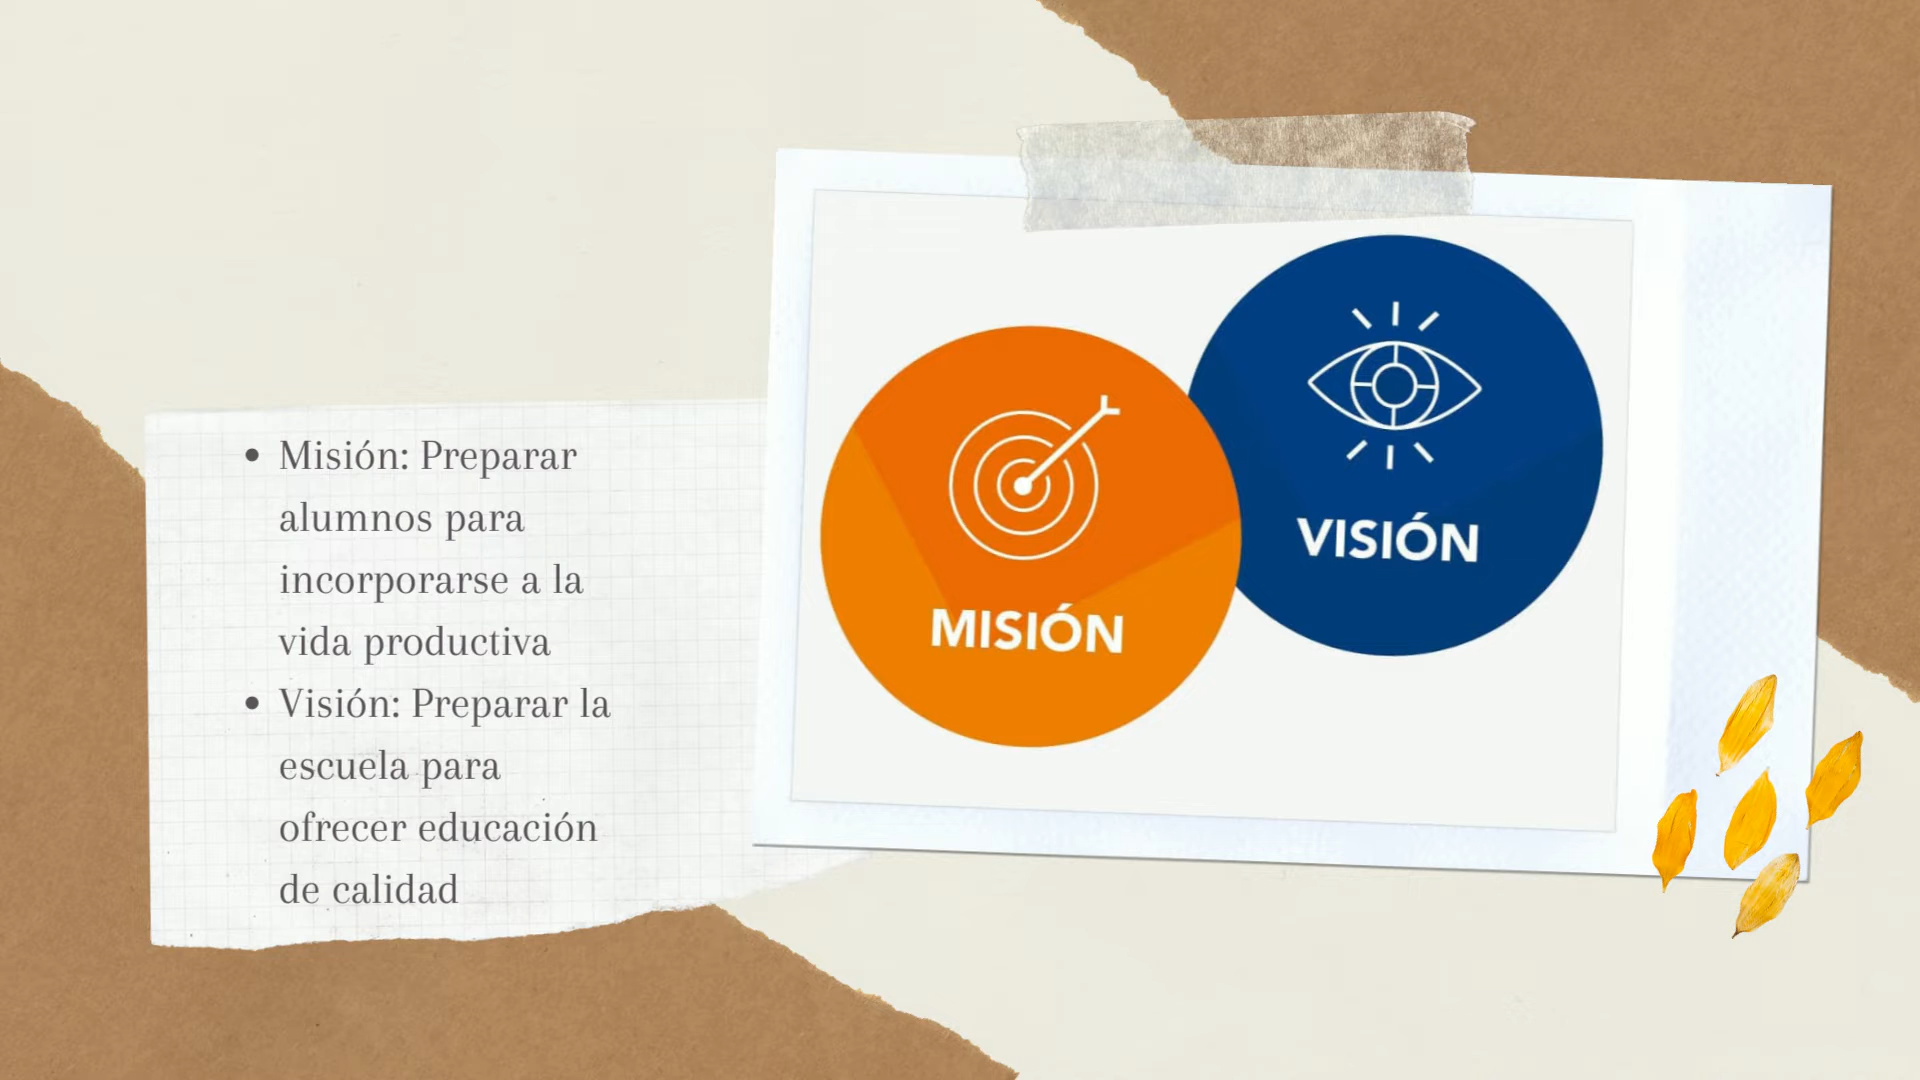 • Misión: Preparar
alumnos para
incorporarse a la
vida productiva
• Visión: Preparar la
escuela para
ofrecer educación
de calidad
MISIÓN
VISIÓN